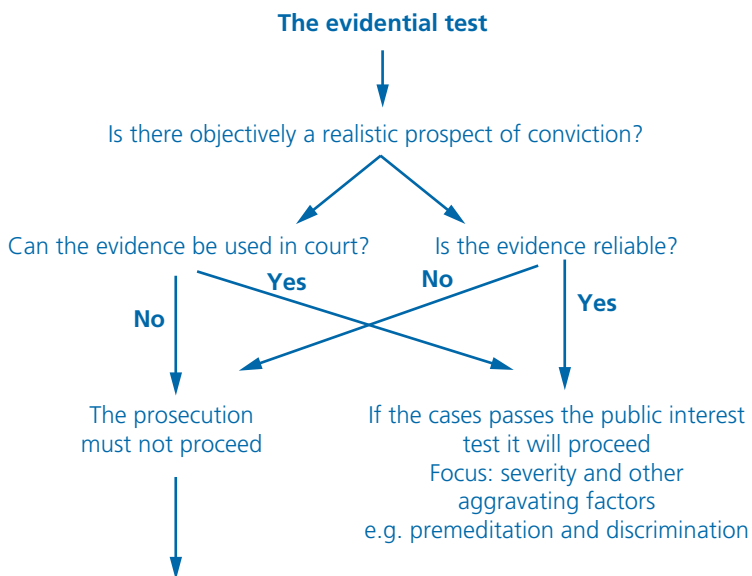 The evidential test
Is there objectively a realistic prospect of conviction?
Can the evidence be used in court?
Is the evidence reliable?
Yes
No
No
Yes
The prosecution
must not proceed
If the cases passes the public interest
test it will proceed
Focus: severity and other
aggravating factors
e.g. premeditation and discrimination